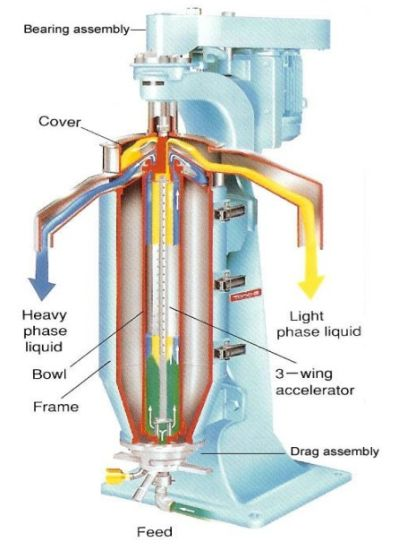 Bearing assembly
Cover
Heavy
phase
liquid
Light
phase liquid
Bowl
3-wing
accelerator
Frame
Drag assembly
Feed